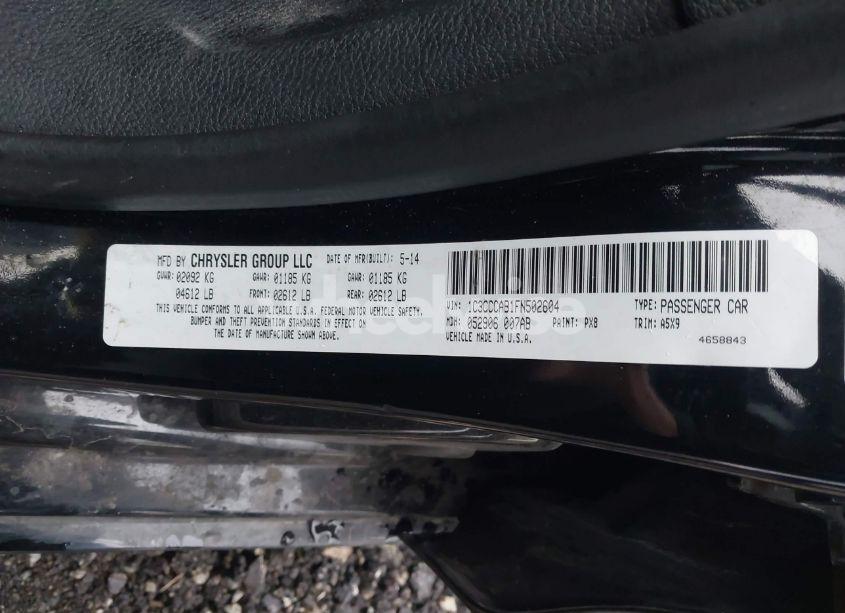 MFD BY CHRYSLER GROUP LLC DATE OF MFR(BUILT): 5-14
GVWR: 02092 KG GAWR: 01185 KG GAWR: 01185 KG
04612 LB FRONT: 02612 LB REAR: 02612 LB
THIS VEHICLE CONFORMS TO ALL APPLICABLE U.S.A. FEDERAL MOTOR VEHICLE SAFETY,
BUMPER AND THEFT PREVENTION STANDARDS IN EFFECT ON
THE DATE OF MANUFACTURE SHOWN ABOVE.
VIN: 1C3CCCAB1FN502604 TYPE: PASSENGER CAR
MDH: 052906 007AB PAINT: PX8 TRIM: A5X9
VEHICLE MADE IN U.S.A. 4658843